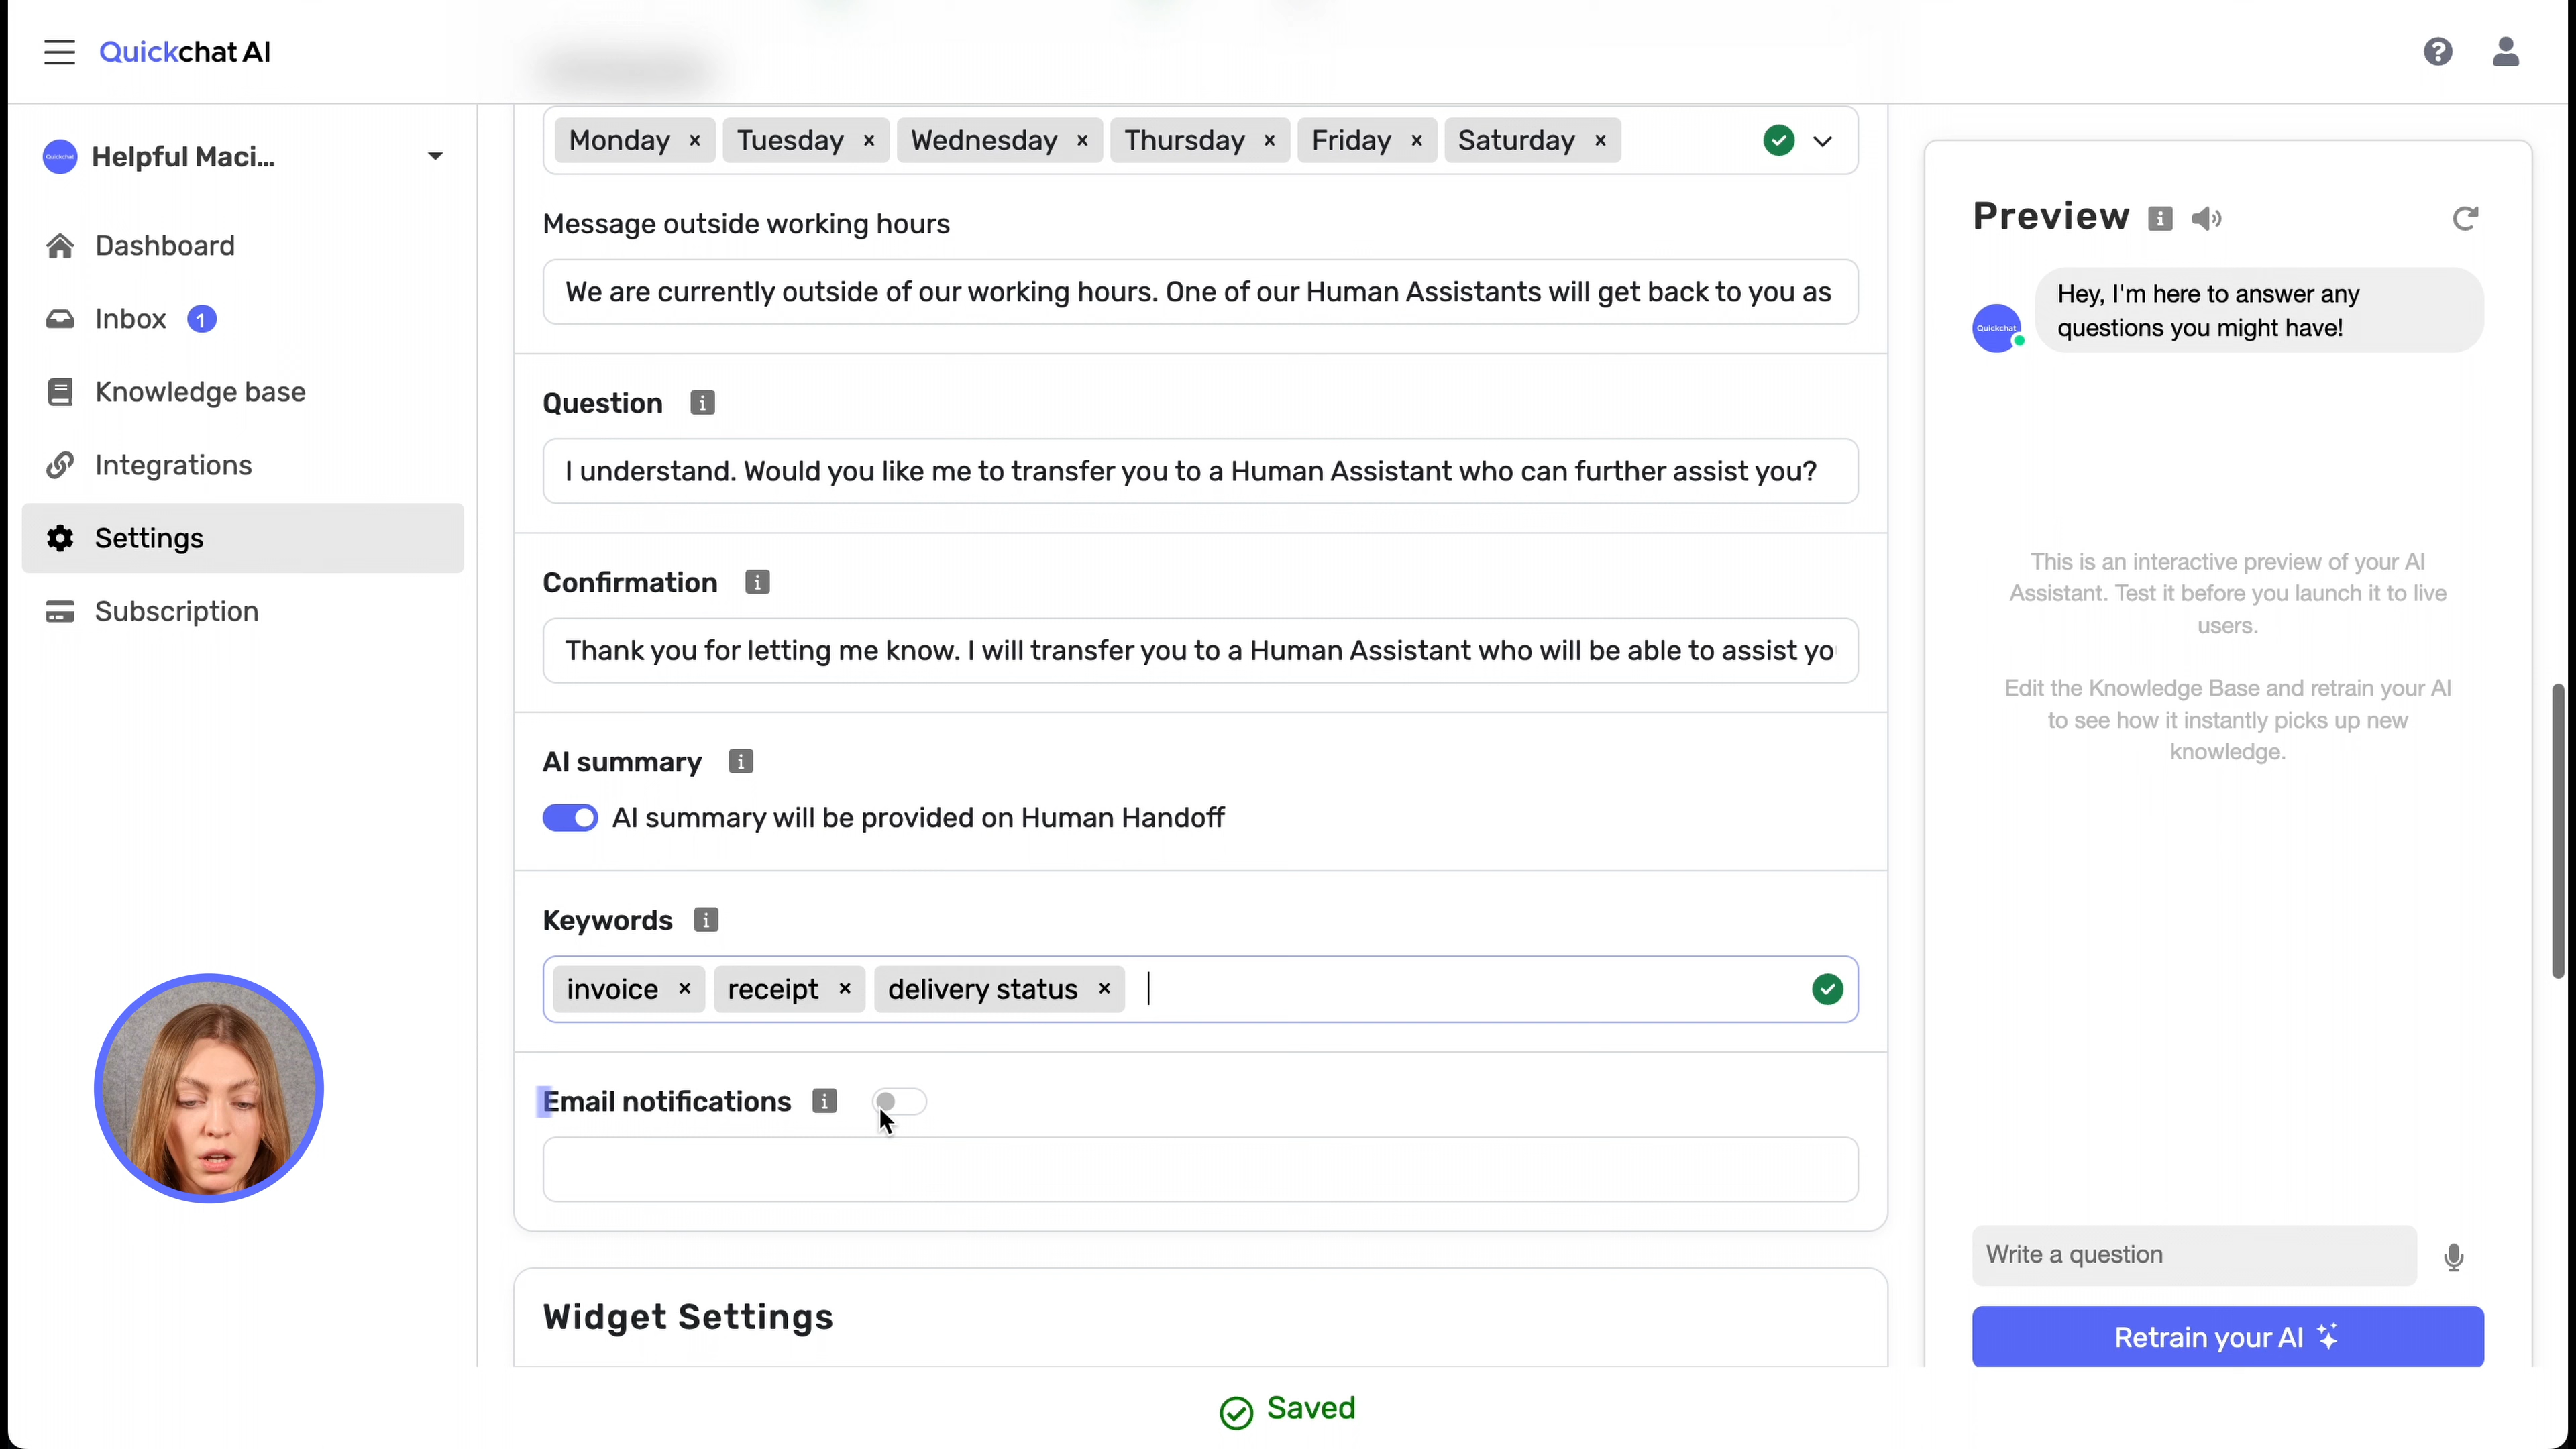 Quickchat AI
Helpful Maci...
Dashboard
Inbox 1
Knowledge base
Integrations
Settings
Subscription
Monday × Tuesday × Wednesday × Thursday × Friday × Saturday ×
Message outside working hours
We are currently outside of our working hours. One of our Human Assistants will get back to you as
Question
I understand. Would you like me to transfer you to a Human Assistant who can further assist you?
Confirmation
Thank you for letting me know. I will transfer you to a Human Assistant who will be able to assist yo
AI summary
AI summary will be provided on Human Handoff
Keywords
invoice × receipt × delivery status ×
Email notifications
Widget Settings
Preview
Quickchat
Hey, I'm here to answer any
questions you might have!
This is an interactive preview of your AI
Assistant. Test it before you launch it to live
users.
Edit the Knowledge Base and retrain your AI
to see how it instantly picks up new
knowledge.
Write a question
Retrain your AI
Saved